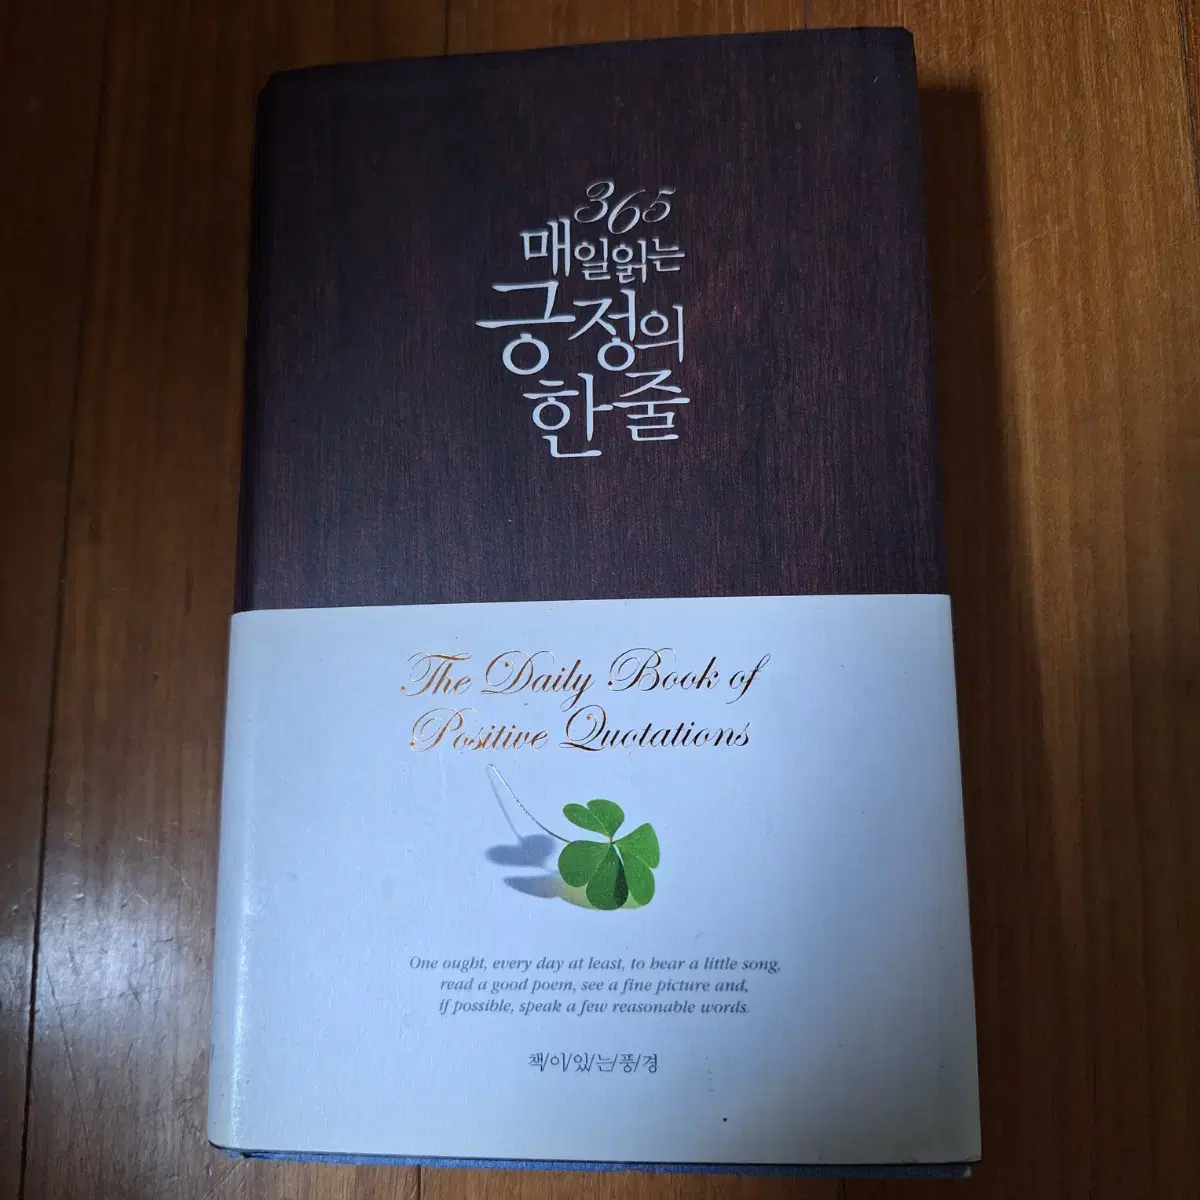 365
매일읽는
긍정의
한줄
The Daily Book of
Positive Quotations
One ought, every day at least, to hear a little song,
read a good poem, see a fine picture and,
if possible, speak a few reasonable words.
책/이/있/는/풍/경